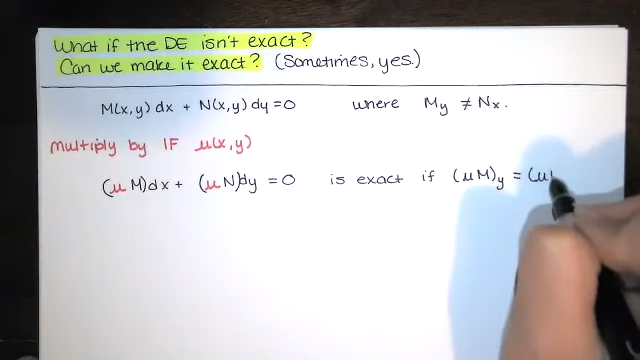 What if the DE isn't exact?
Can we make it exact? (Sometimes, yes.)
M(x,y) dx + N(x,y) dy = 0 where My ≠ Nx.
multiply by IF μ(x,y)
(μM)dx + (μN)dy = 0 is exact if (μM)y = (μ